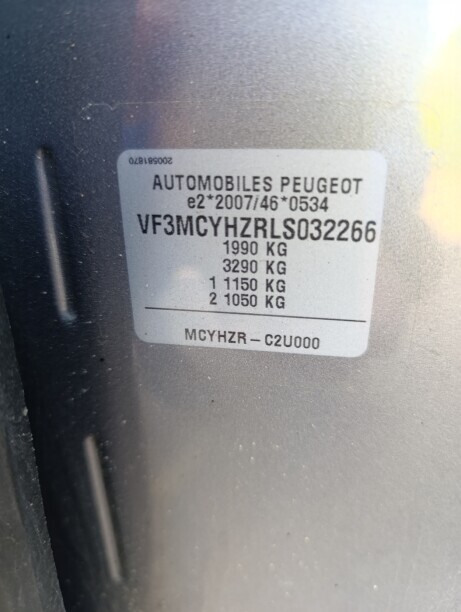 200581870
AUTOMOBILES PEUGEOT
e2*2007/46*0534
VF3MCYHZRLS032266
1990 KG
3290 KG
1 1150 KG
2 1050 KG
MCYHZR – C2U000